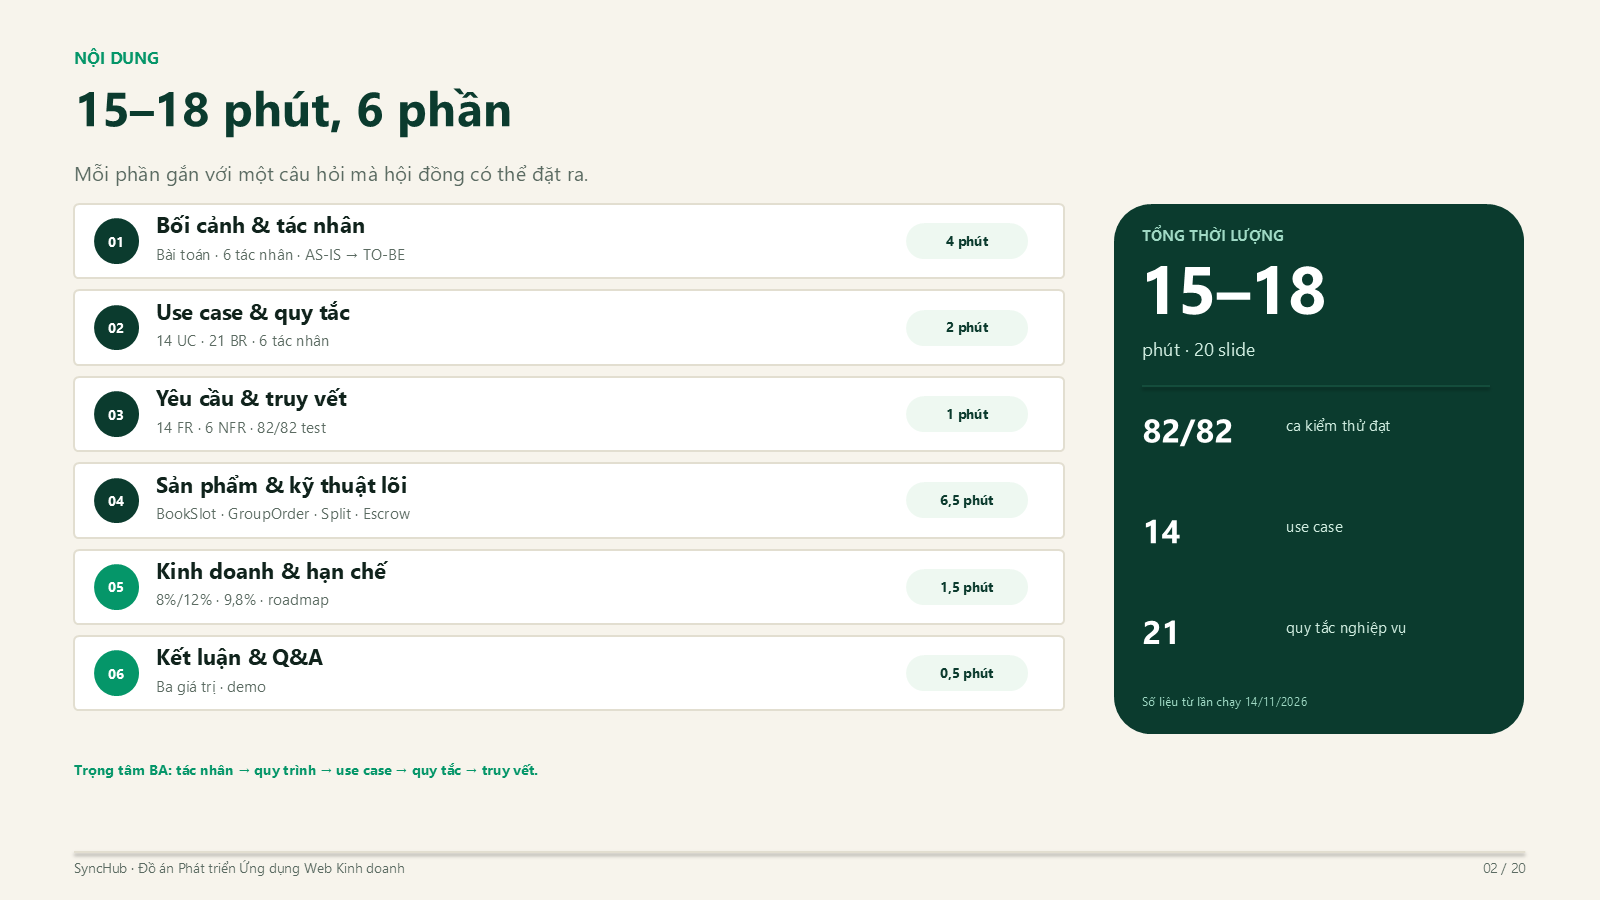 NỘI DUNG
15–18 phút, 6 phần
Mỗi phần gắn với một câu hỏi mà hội đồng có thể đặt ra.
01
Bối cảnh & tác nhân
Bài toán · 6 tác nhân · AS-IS → TO-BE
4 phút
02
Use case & quy tắc
14 UC · 21 BR · 6 tác nhân
2 phút
03
Yêu cầu & truy vết
14 FR · 6 NFR · 82/82 test
1 phút
04
Sản phẩm & kỹ thuật lõi
BookSlot · GroupOrder · Split · Escrow
6,5 phút
05
Kinh doanh & hạn chế
8%/12% · 9,8% · roadmap
1,5 phút
06
Kết luận & Q&A
Ba giá trị · demo
0,5 phút
TỔNG THỜI LƯỢNG
15–18
phút · 20 slide
82/82
ca kiểm thử đạt
14
use case
21
quy tắc nghiệp vụ
Số liệu từ lần chạy 14/11/2026
Trọng tâm BA: tác nhân → quy trình → use case → quy tắc → truy vết.
SyncHub · Đồ án Phát triển Ứng dụng Web Kinh doanh
02 / 20